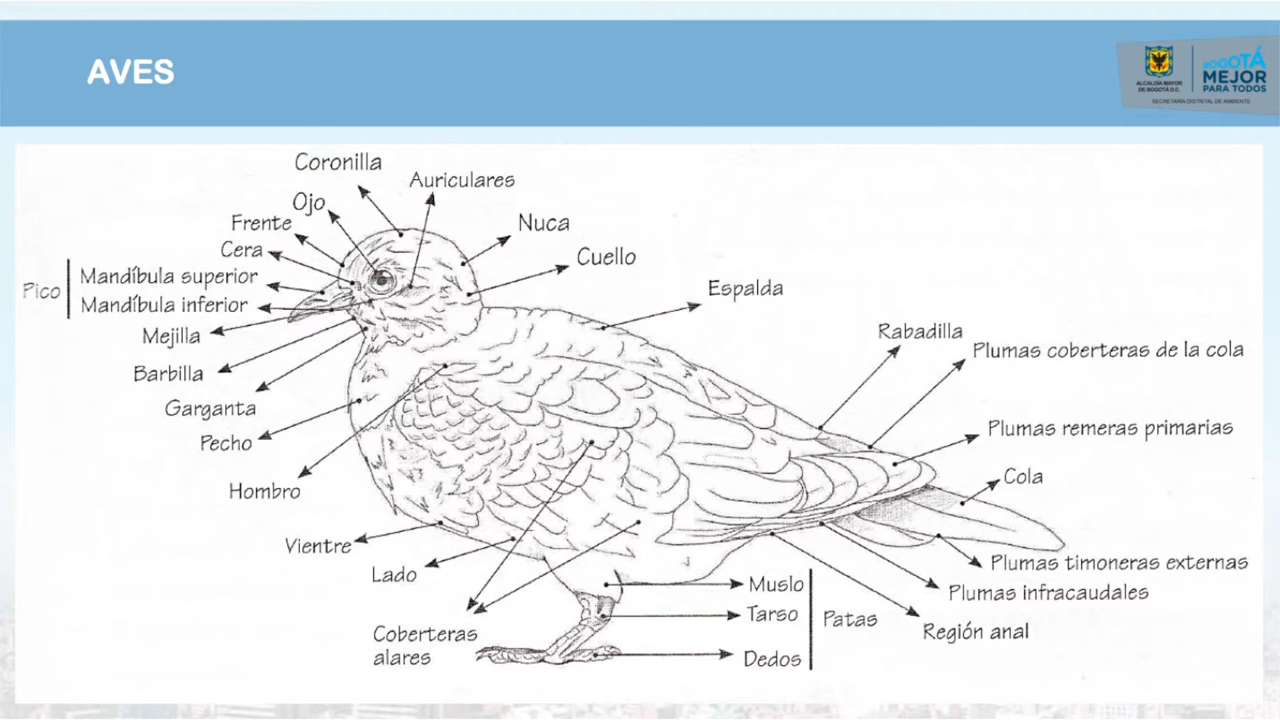 AVES
ALCALDÍA MAYOR
DE BOGOTÁ D.C.
BOGOTÁ
MEJOR
PARA TODOS
SECRETARÍA DISTRITAL DE AMBIENTE
Coronilla
Auriculares
Ojo
Frente
Nuca
Cera
Cuello
Pico
Mandíbula superior
Mandíbula inferior
Espalda
Mejilla
Rabadilla
Plumas coberteras de la cola
Barbilla
Garganta
Pecho
Plumas remeras primarias
Hombro
Cola
Vientre
Plumas timoneras externas
Lado
Muslo
Plumas infracaudales
Tarso
Patas
Región anal
Coberteras
alares
Dedos